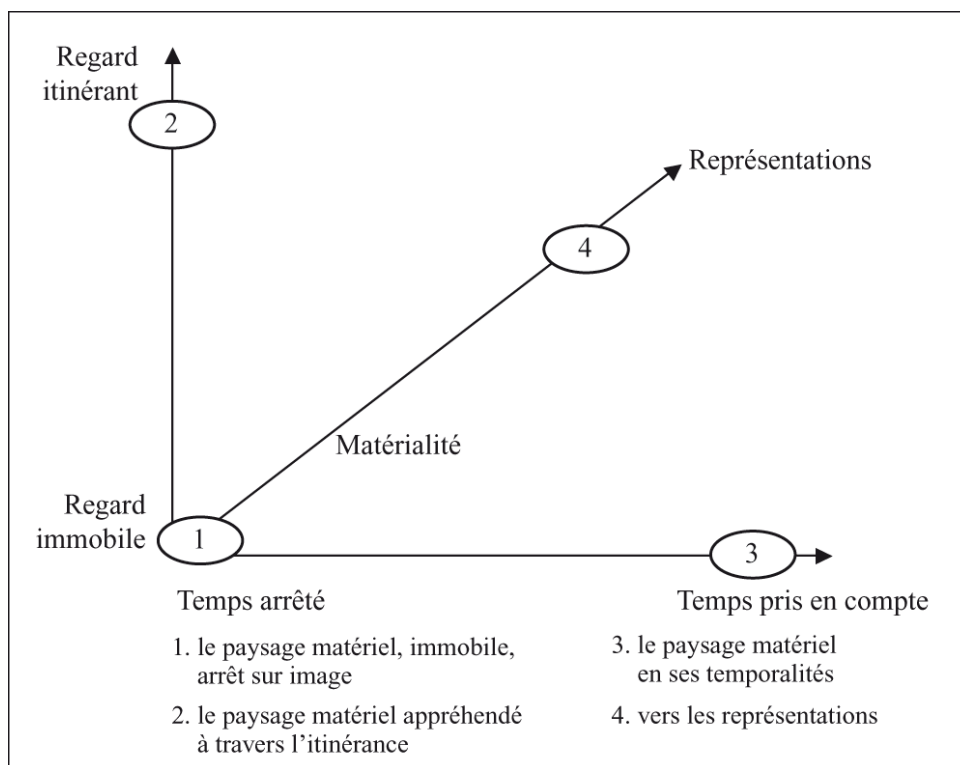 Regard
itinérant
2
Représentations
4
Matérialité
Regard
immobile
1
3
Temps arrêté
Temps pris en compte
1. le paysage matériel, immobile,
arrêt sur image
2. le paysage matériel appréhendé
à travers l’itinérance
3. le paysage matériel
en ses temporalités
4. vers les représentations